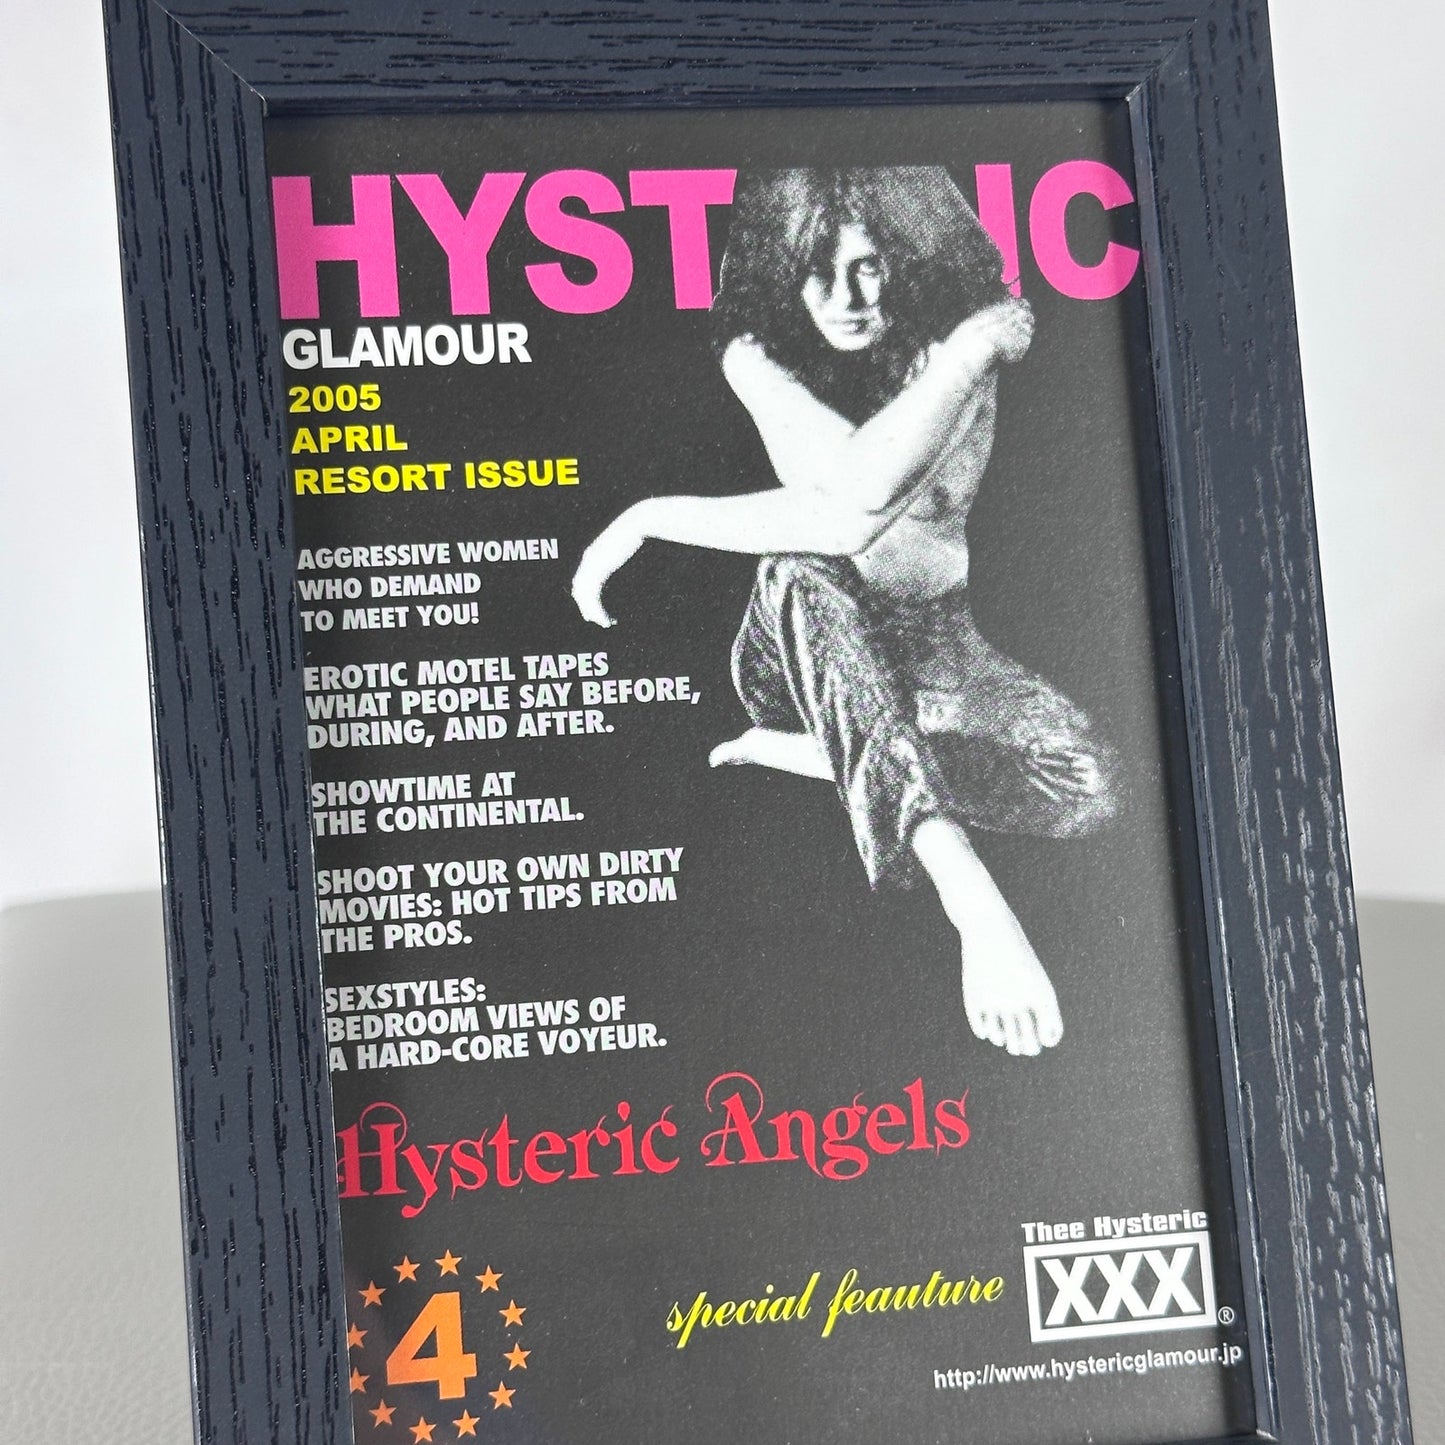 HYST IC
GLAMOUR
2005
APRIL
RESORT ISSUE
AGGRESSIVE WOMEN
WHO DEMAND
TO MEET YOU!
EROTIC MOTEL TAPES
WHAT PEOPLE SAY BEFORE,
DURING, AND AFTER.
SHOWTIME AT
THE CONTINENTAL.
SHOOT YOUR OWN DIRTY
MOVIES: HOT TIPS FROM
THE PROS.
SEXSTYLES:
BEDROOM VIEWS OF
A HARD-CORE VOYEUR.
Hysteric Angels
4
special feauture
Thee Hysteric
XXX®
http://www.hystericglamour.jp